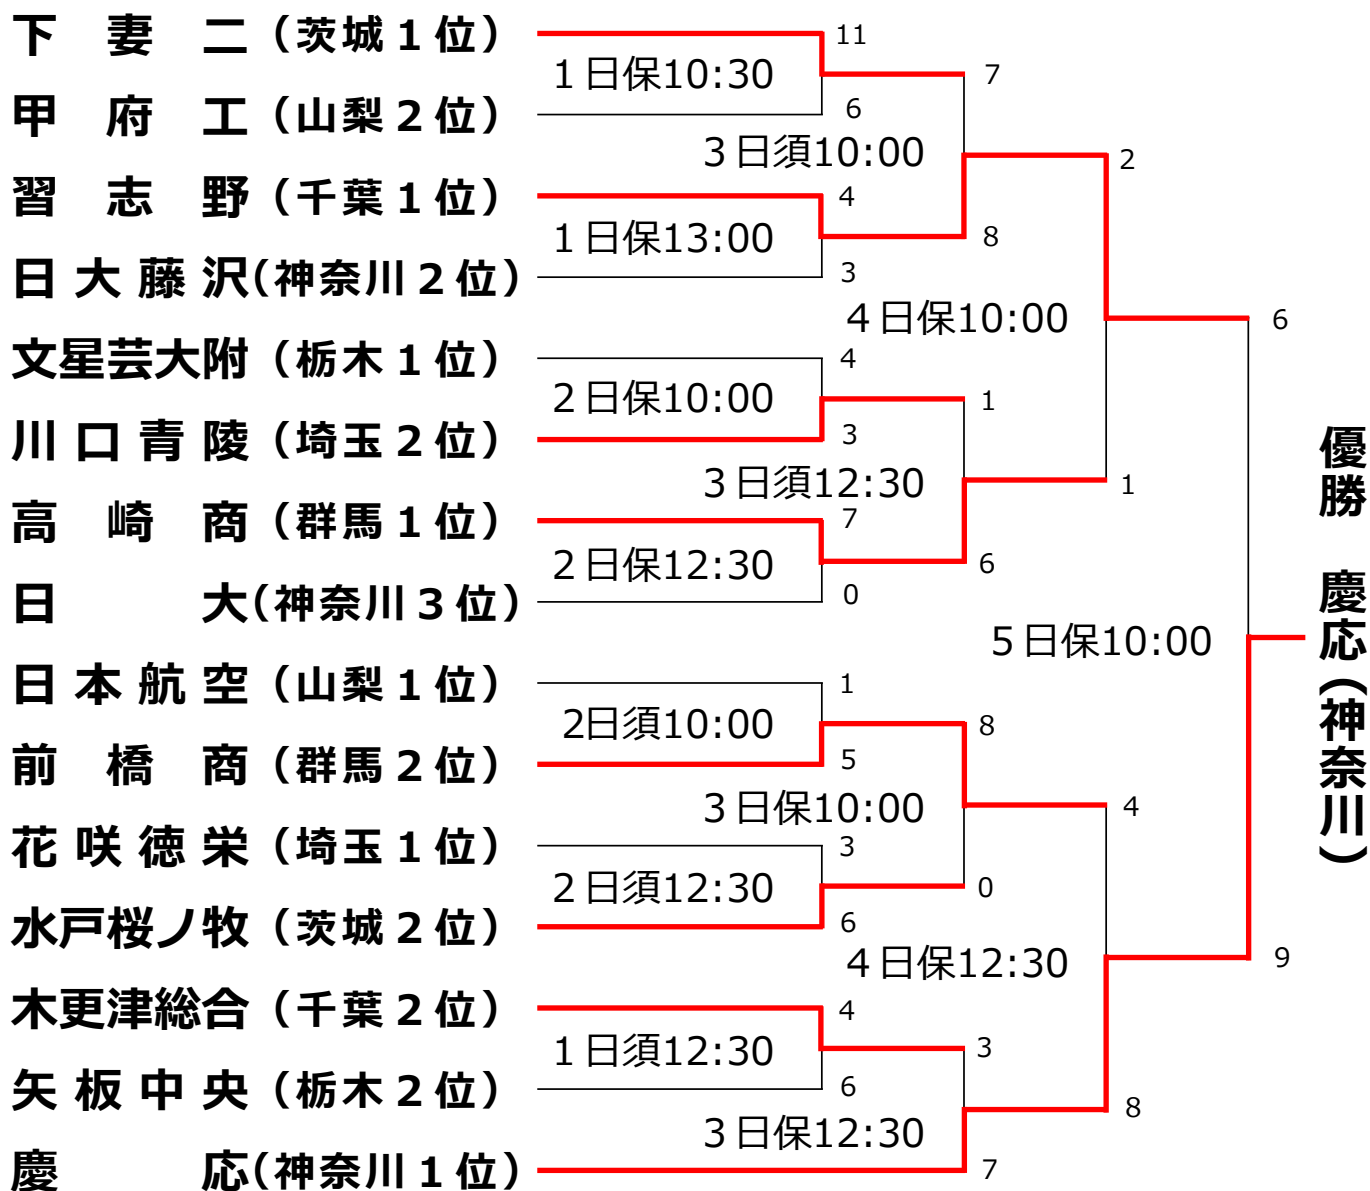 下妻二（茨城１位）
11
１日保10:30
7
甲府工（山梨２位）
6
３日須10:00
2
習志野（千葉１位）
4
１日保13:00
8
日大藤沢（神奈川２位）
3
４日保10:00
6
文星芸大附（栃木１位）
4
２日保10:00
1
川口青陵（埼玉２位）
3
３日須12:30
1
高崎商（群馬１位）
7
２日保12:30
6
日大（神奈川３位）
0
５日保10:00
優勝　慶応（神奈川）
日本航空（山梨１位）
1
2日須10:00
8
前橋商（群馬２位）
5
３日保10:00
4
花咲徳栄（埼玉１位）
3
２日須12:30
0
水戸桜ノ牧（茨城２位）
6
４日保12:30
9
木更津総合（千葉２位）
4
１日須12:30
3
矢板中央（栃木２位）
6
３日保12:30
8
慶応（神奈川１位）
7